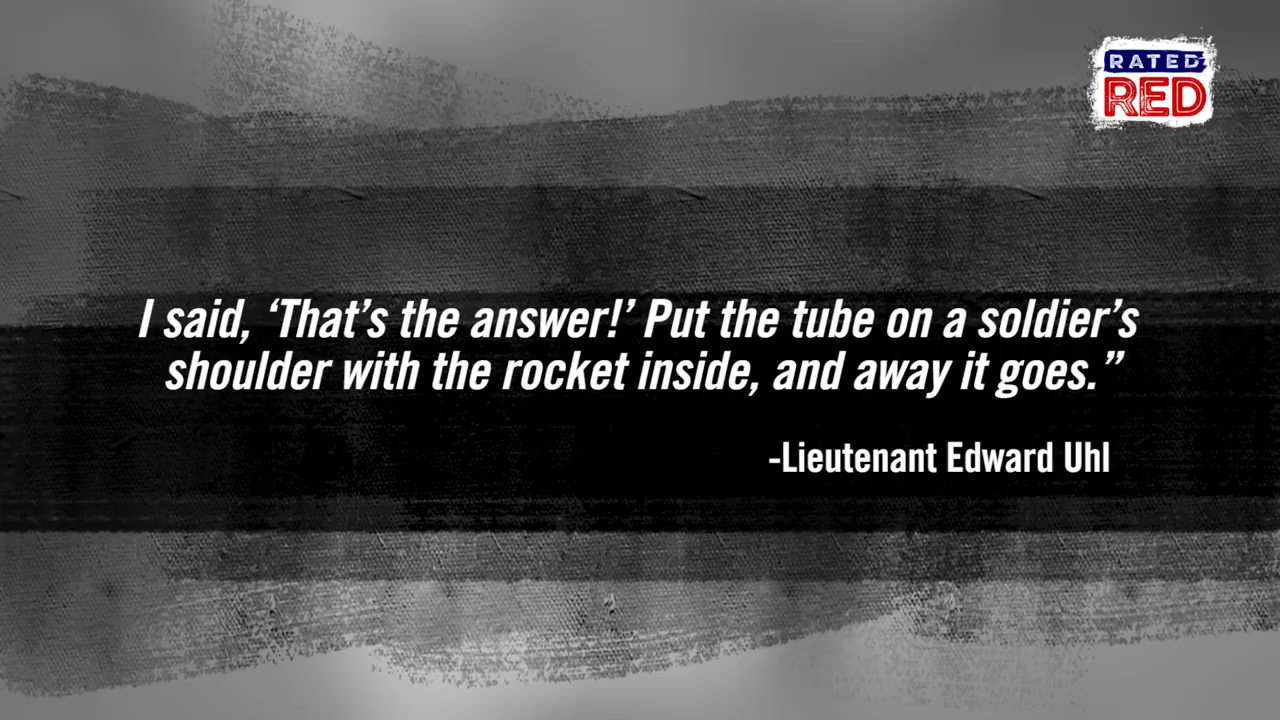 RATED
RED
I said, ‘That’s the answer!’ Put the tube on a soldier’s
shoulder with the rocket inside, and away it goes.”
-Lieutenant Edward Uhl